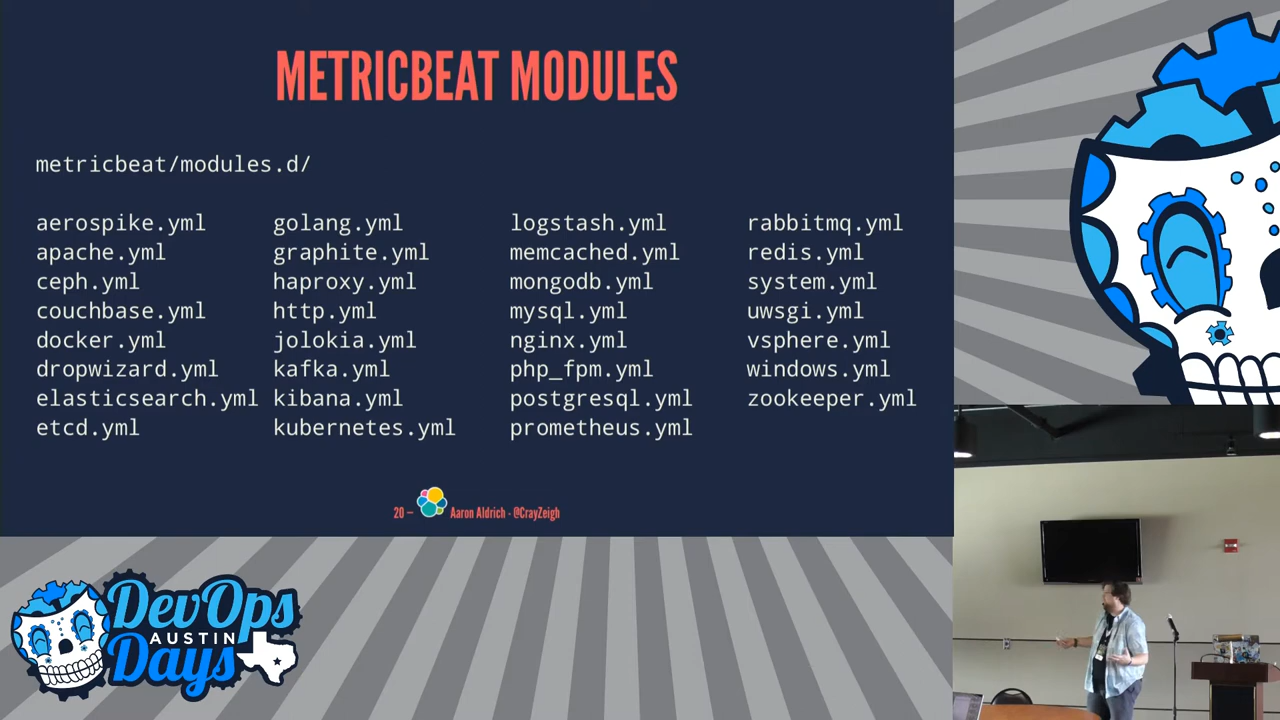 METRICBEAT MODULES
metricbeat/modules.d/
aerospike.yml golang.yml logstash.yml rabbitmq.yml
apache.yml graphite.yml memcached.yml redis.yml
ceph.yml haproxy.yml mongodb.yml system.yml
couchbase.yml http.yml mysql.yml uwsgi.yml
docker.yml jolokia.yml nginx.yml vsphere.yml
dropwizard.yml kafka.yml php_fpm.yml windows.yml
elasticsearch.yml kibana.yml postgresql.yml zookeeper.yml
etcd.yml kubernetes.yml prometheus.yml
20 – Aaron Aldrich - @CrayZeigh
DevOps
AUSTIN
Days